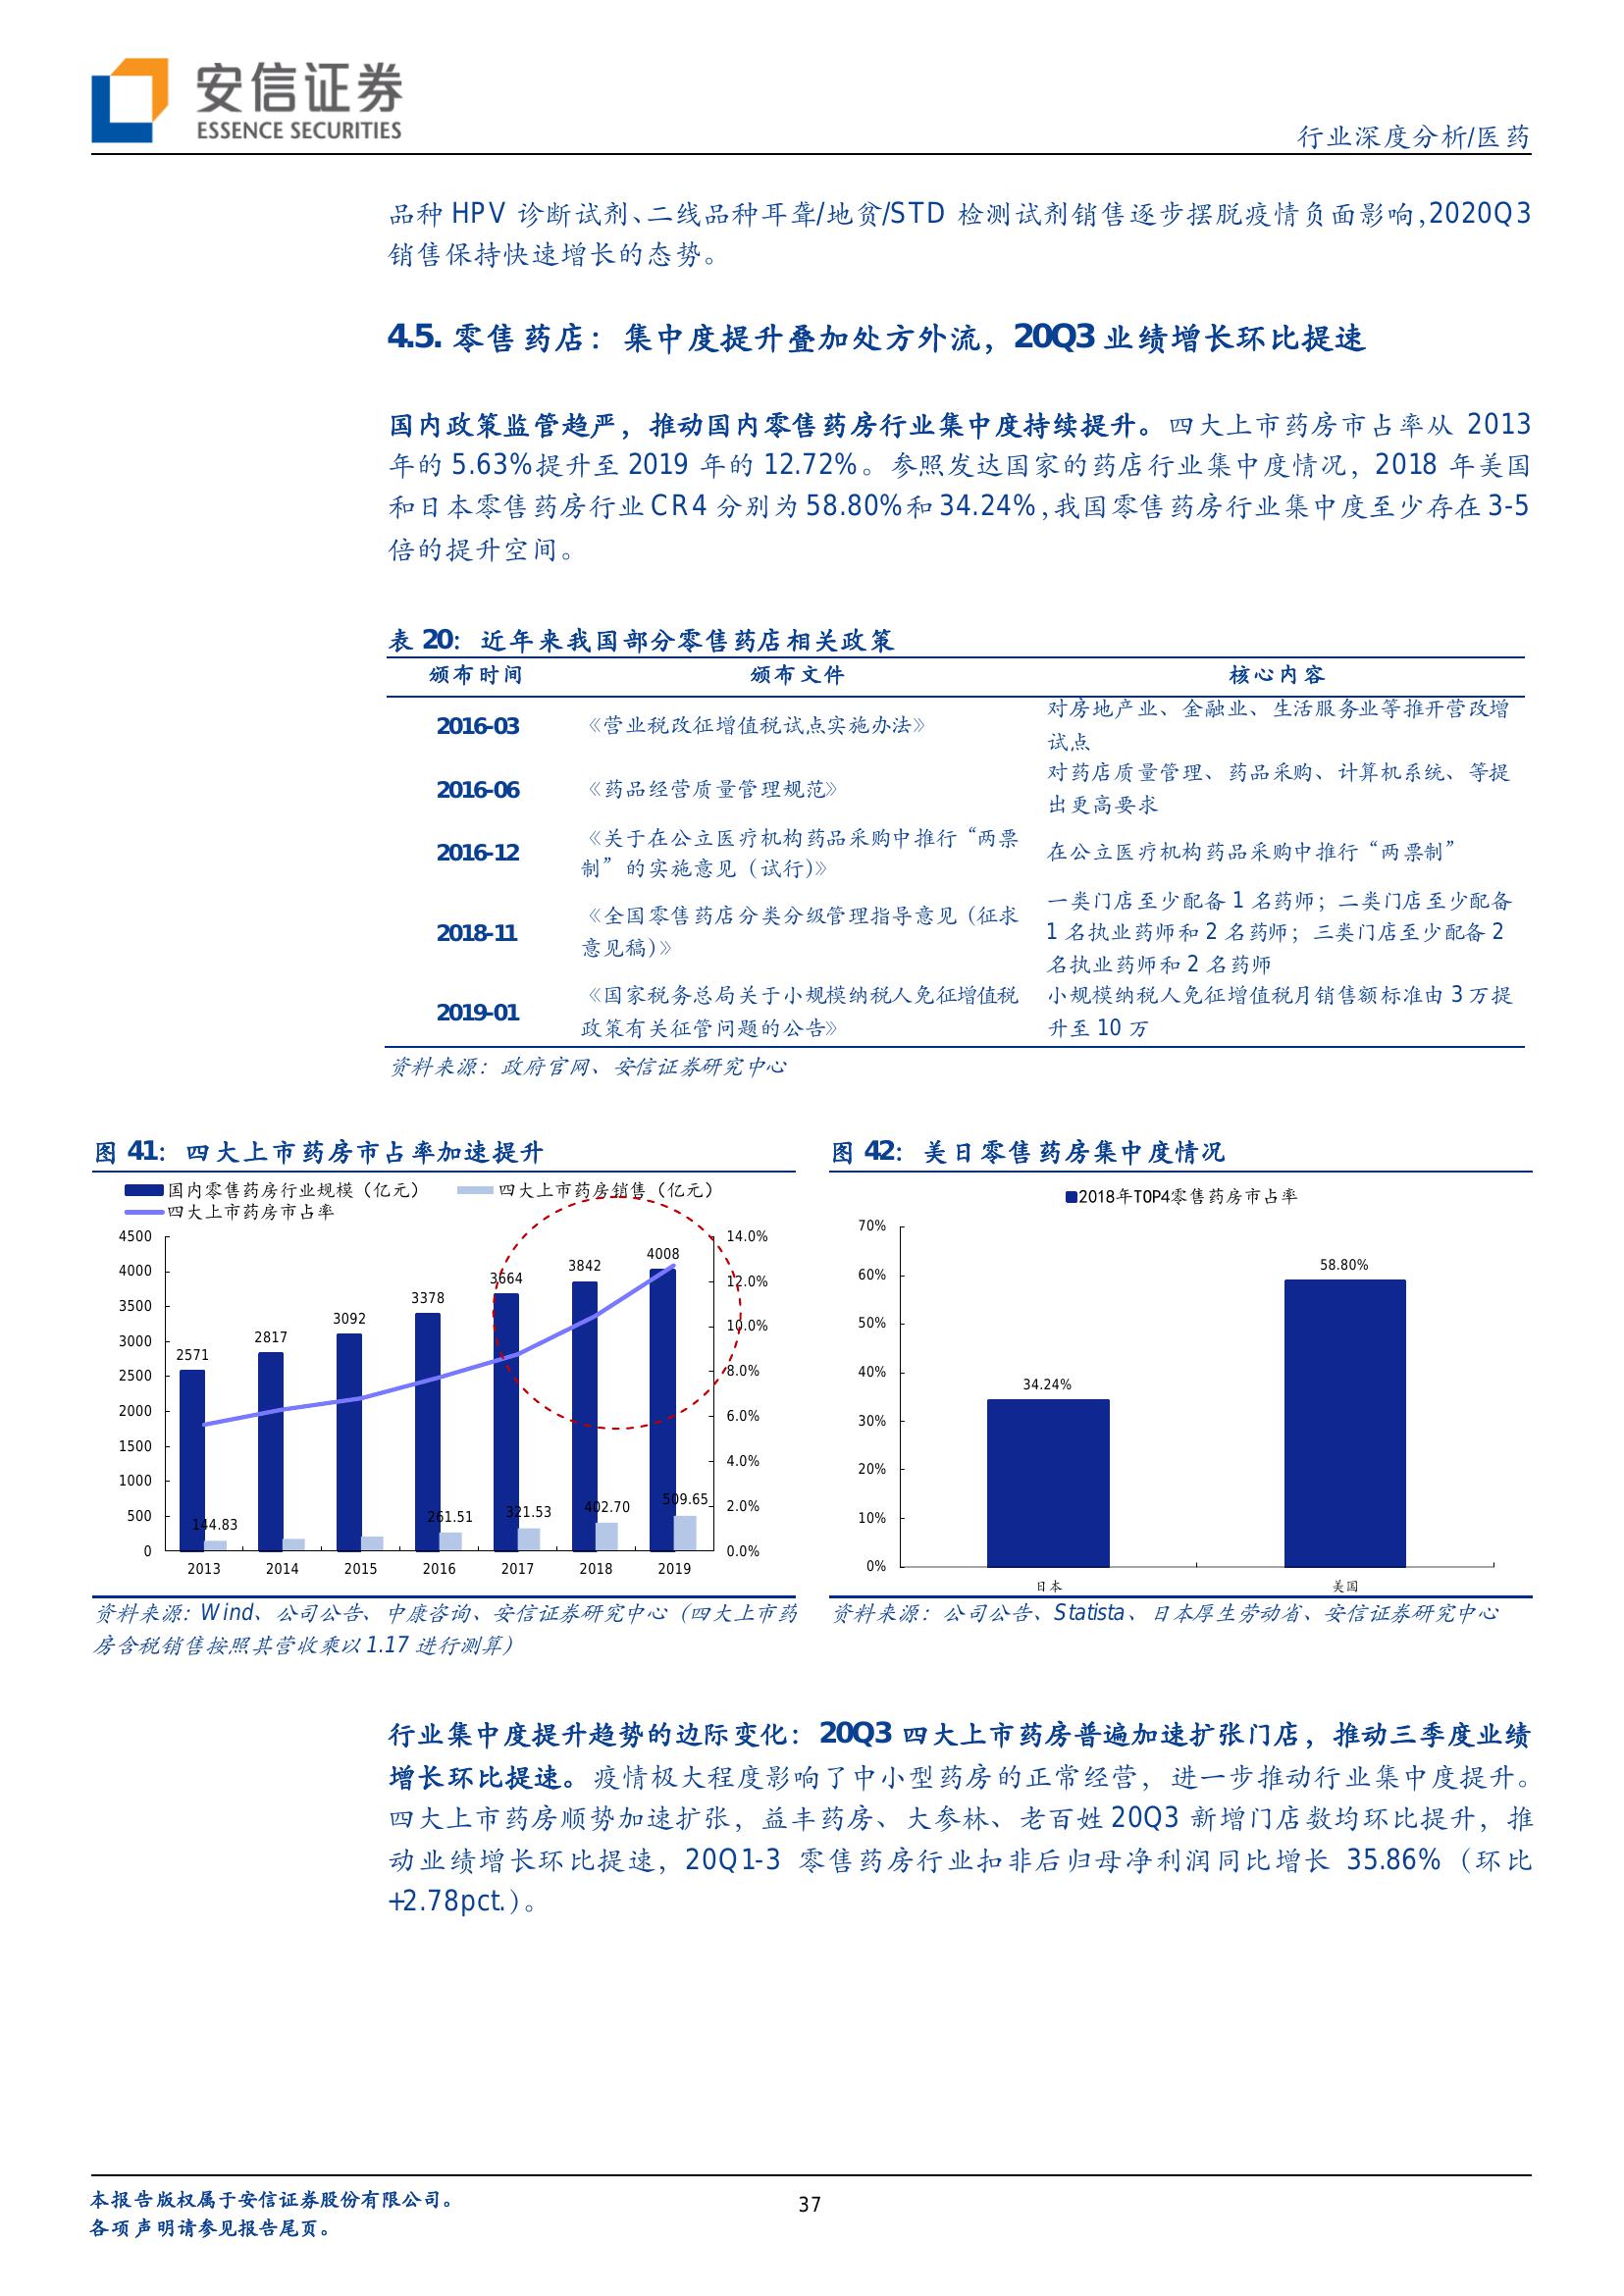 安信证券
ESSENCE SECURITIES
行业深度分析/医药
品种 HPV 诊断试剂、二线品种耳聋/地贫/STD 检测试剂销售逐步摆脱疫情负面影响,2020Q3
销售保持快速增长的态势。
4.5. 零售药店：集中度提升叠加处方外流，20Q3 业绩增长环比提速
国内政策监管趋严，推动国内零售药房行业集中度持续提升。四大上市药房市占率从 2013
年的 5.63%提升至 2019 年的 12.72%。参照发达国家的药店行业集中度情况，2018 年美国
和日本零售药房行业 CR4 分别为 58.80%和 34.24%,我国零售药房行业集中度至少存在 3-5
倍的提升空间。
表 20：近年来我国部分零售药店相关政策
颁布时间 颁布文件 核心内容
2016-03 《营业税改征增值税试点实施办法》 对房地产业、金融业、生活服务业等推开营改增
试点
2016-06 《药品经营质量管理规范》 对药店质量管理、药品采购、计算机系统、等提
出更高要求
2016-12 《关于在公立医疗机构药品采购中推行“两票
制”的实施意见（试行)》 在公立医疗机构药品采购中推行“两票制”
2018-11 《全国零售药店分类分级管理指导意见（征求
意见稿)》 一类门店至少配备 1 名药师；二类门店至少配备
1 名执业药师和 2 名药师；三类门店至少配备 2
名执业药师和 2 名药师
2019-01 《国家税务总局关于小规模纳税人免征增值税
政策有关征管问题的公告》 小规模纳税人免征增值税月销售额标准由 3 万提
升至 10 万
资料来源：政府官网、安信证券研究中心
图 41：四大上市药房市占率加速提升
国内零售药房行业规模（亿元） 四大上市药房销售（亿元）
四大上市药房市占率
4500
4000
3500
3000
2500
2000
1500
1000
500
0
2571
2817
3092
3378
3664
3842
4008
144.83
261.51
321.53
402.70
509.65
14.0%
12.0%
10.0%
8.0%
6.0%
4.0%
2.0%
0.0%
2013 2014 2015 2016 2017 2018 2019
资料来源：Wind、公司公告、中康咨询、安信证券研究中心（四大上市药
房含税销售按照其营收乘以 1.17 进行测算）
图 42：美日零售药房集中度情况
2018年TOP4零售药房市占率
70%
60%
50%
40%
30%
20%
10%
0%
34.24%
58.80%
日本 美国
资料来源：公司公告、Statista、日本厚生劳动省、安信证券研究中心
行业集中度提升趋势的边际变化：20Q3 四大上市药房普遍加速扩张门店，推动三季度业绩
增长环比提速。疫情极大程度影响了中小型药房的正常经营，进一步推动行业集中度提升。
四大上市药房顺势加速扩张，益丰药房、大参林、老百姓 20Q3 新增门店数均环比提升，推
动业绩增长环比提速，20Q1-3 零售药房行业扣非后归母净利润同比增长 35.86%（环比
+2.78pct.）。
本报告版权属于安信证券股份有限公司。
各项声明请参见报告尾页。
37